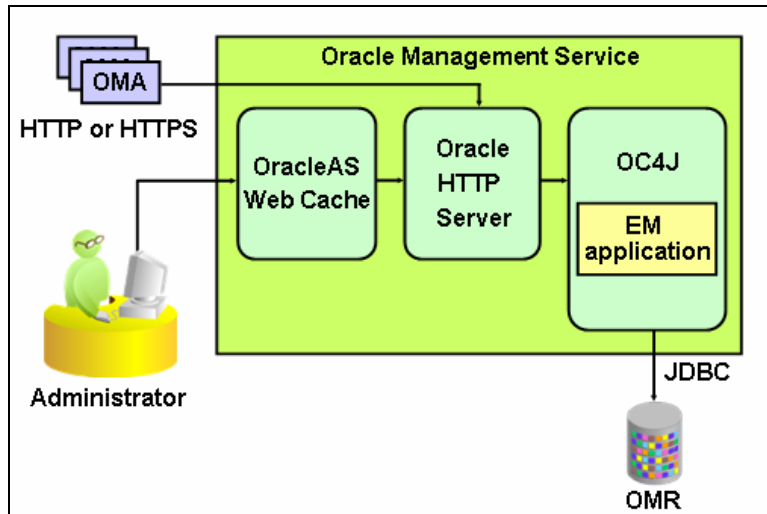 Oracle Management Service
OMA
HTTP or HTTPS
OracleAS
Web Cache
Oracle
HTTP
Server
OC4J
EM
application
Administrator
JDBC
OMR